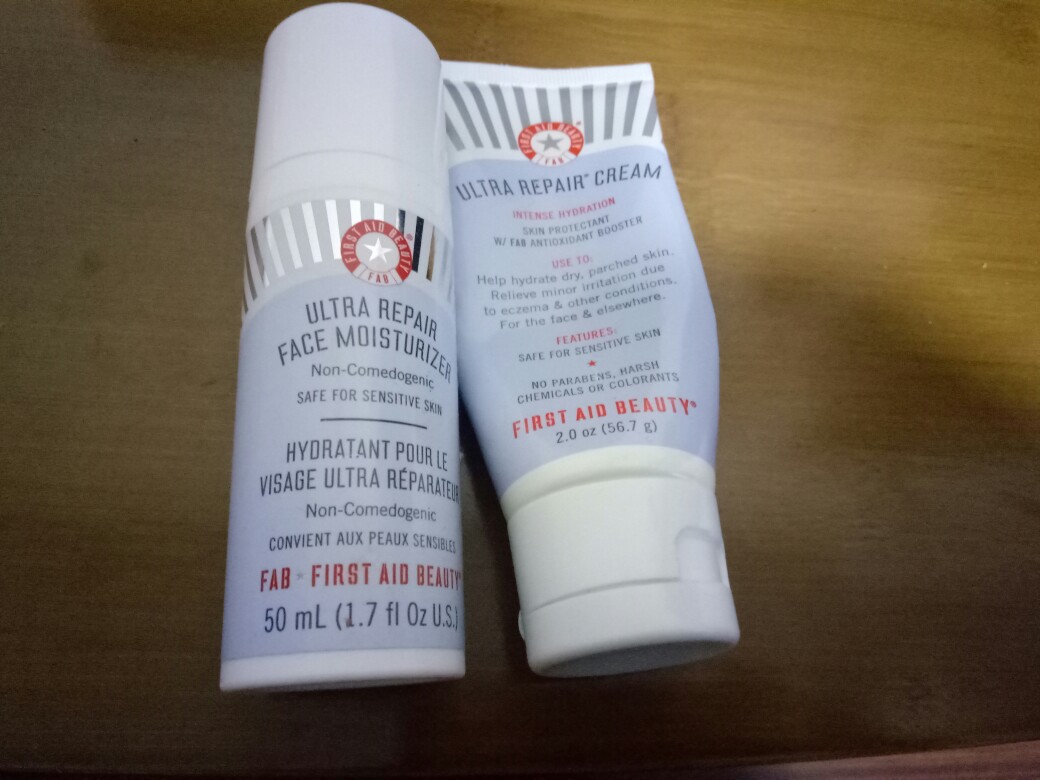 FIRST AID BEAUTY
FAB
ULTRA REPAIR
FACE MOISTURIZER
Non-Comedogenic
SAFE FOR SENSITIVE SKIN
HYDRATANT POUR LE
VISAGE ULTRA RÉPARATEUR
Non-Comedogenic
CONVIENT AUX PEAUX SENSIBLES
FAB FIRST AID BEAUTY
50 mL (1.7 fl Oz U.S.)
FIRST AID BEAUTY
FAB
ULTRA REPAIR® CREAM
INTENSE HYDRATION
SKIN PROTECTANT
W/ FAB ANTIOXIDANT BOOSTER
USE TO:
Help hydrate dry, parched skin.
Relieve minor irritation due
to eczema & other conditions.
For the face & elsewhere.
FEATURES:
SAFE FOR SENSITIVE SKIN
NO PARABENS, HARSH
CHEMICALS OR COLORANTS
FIRST AID BEAUTY®
2.0 oz (56.7 g)